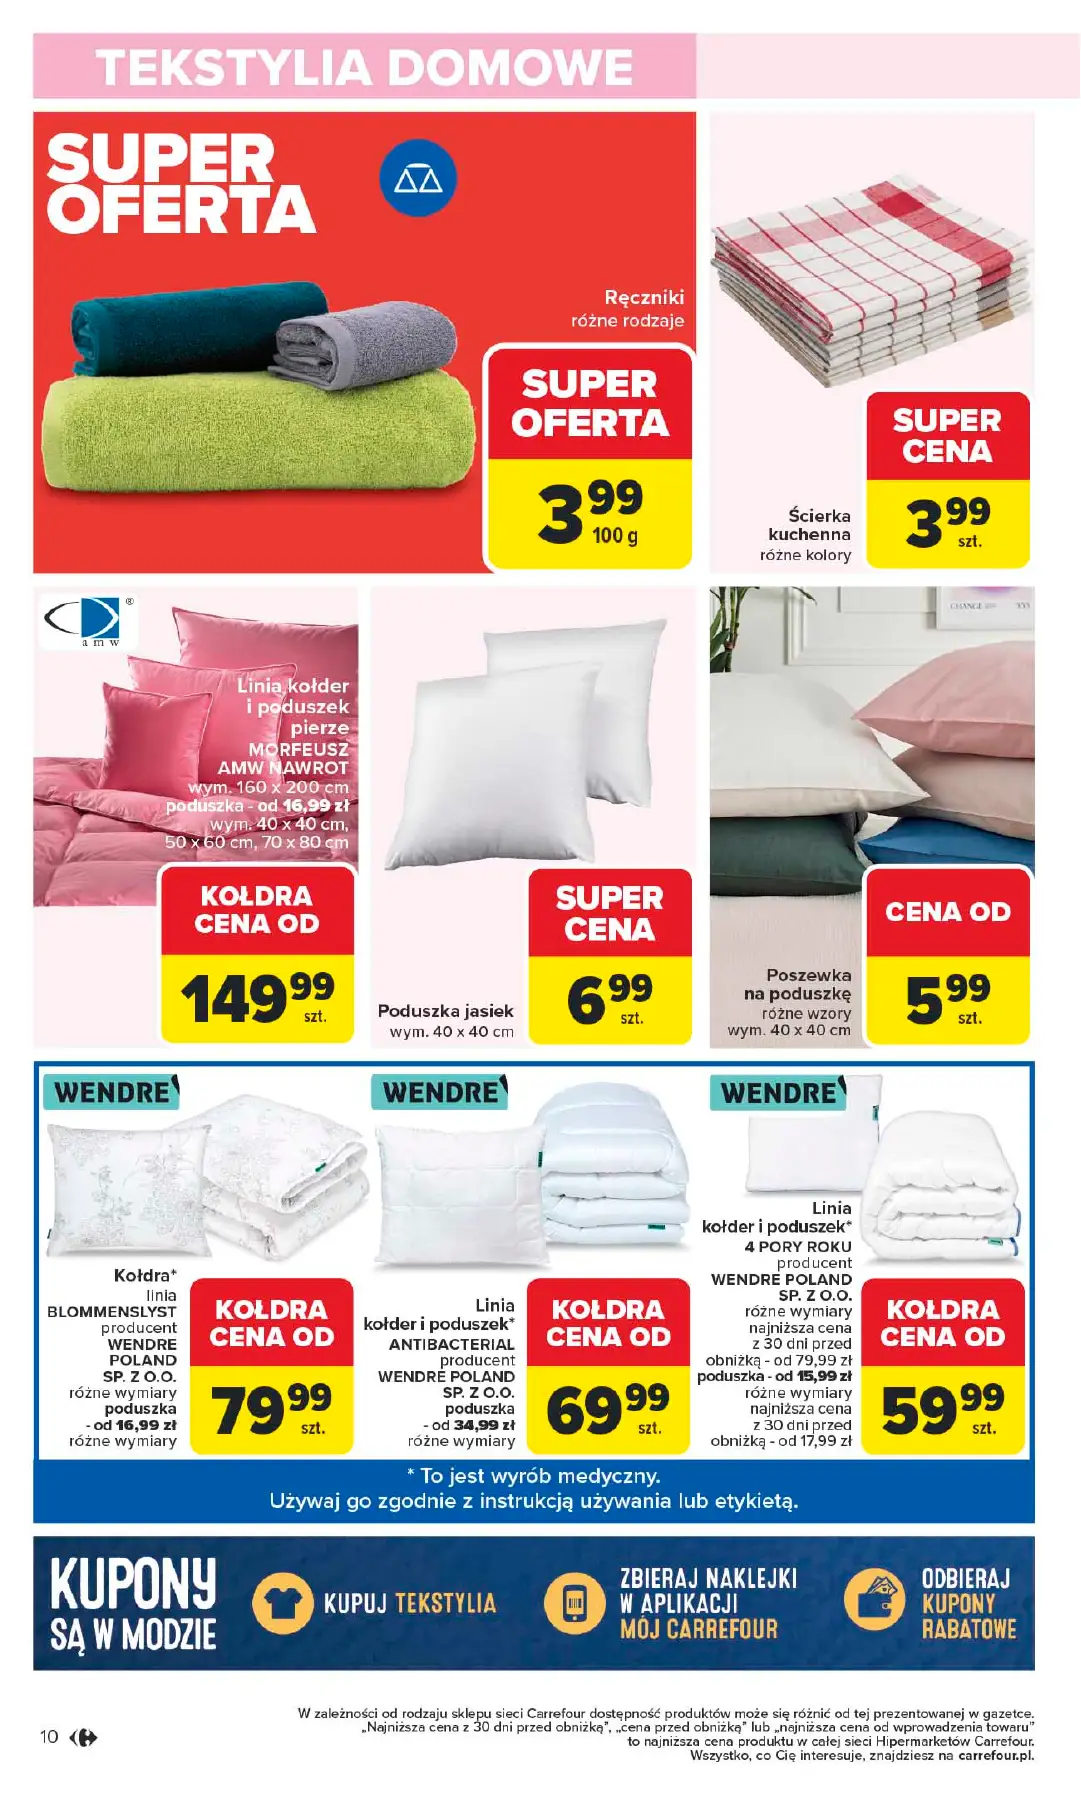 TEKSTYLIA DOMOWE
SUPER
OFERTA
Ręczniki
różne rodzaje
SUPER
OFERTA
3 99
100 g
SUPER
CENA
Ścierka
kuchenna
różne kolory
3 99
szt.
®
amw
Linia kołder
i poduszek
pierze
MORFEUSZ
AMW NAWROT
wym. 160 x 200 cm
poduszka - od 16,99 zł
wym. 40 x 40 cm,
50 x 60 cm, 70 x 80 cm
KOŁDRA
CENA OD
149 99
szt.
Poduszka jasiek
wym. 40 x 40 cm
SUPER
CENA
6 99
szt.
CHANGE
Poszewka
na poduszkę
różne wzory
wym. 40 x 40 cm
CENA OD
5 99
szt.
WENDRE
Kołdra*
linia
BLOMMENSLYST
producent
WENDRE
POLAND
SP. Z O.O.
różne wymiary
poduszka
- od 16,99 zł
różne wymiary
KOŁDRA
CENA OD
79 99
szt.
WENDRE
Linia
kołder i poduszek*
ANTIBACTERIAL
producent
WENDRE POLAND
SP. Z O.O.
poduszka
- od 34,99 zł
różne wymiary
KOŁDRA
CENA OD
69 99
szt.
WENDRE
Linia
kołder i poduszek*
4 PORY ROKU
producent
WENDRE POLAND
SP. Z O.O.
różne wymiary
najniższa cena
z 30 dni przed
obniżką - od 79,99 zł
poduszka - od 15,99 zł
różne wymiary
najniższa cena
z 30 dni przed
obniżką - od 17,99 zł
KOŁDRA
CENA OD
59 99
szt.
* To jest wyrób medyczny.
Używaj go zgodnie z instrukcją używania lub etykietą.
KUPONY
SĄ W MODZIE
KUPUJ TEKSTYLIA
ZBIERAJ NAKLEJKI
W APLIKACJI
MÓJ CARREFOUR
ODBIERAJ
KUPONY
RABATOWE
W zależności od rodzaju sklepu sieci Carrefour dostępność produktów może się różnić od tej prezentowanej w gazetce.
„Najniższa cena z 30 dni przed obniżką”, „cena przed obniżką” lub „najniższa cena od wprowadzenia towaru”
to najniższa cena produktu w całej sieci Hipermarketów Carrefour.
Wszystko, co Cię interesuje, znajdziesz na carrefour.pl.
10